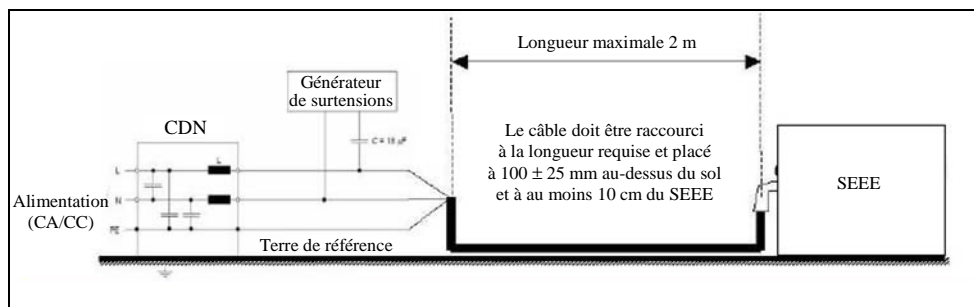 Longueur maximale 2 m
Générateur
de surtensions
CDN
C = 18 µF
Le câble doit être raccourci
à la longueur requise et placé
à 100 ± 25 mm au-dessus du sol
et à au moins 10 cm du SEEE
SEEE
L
L
Alimentation
(CA/CC)
N
PE
Terre de référence